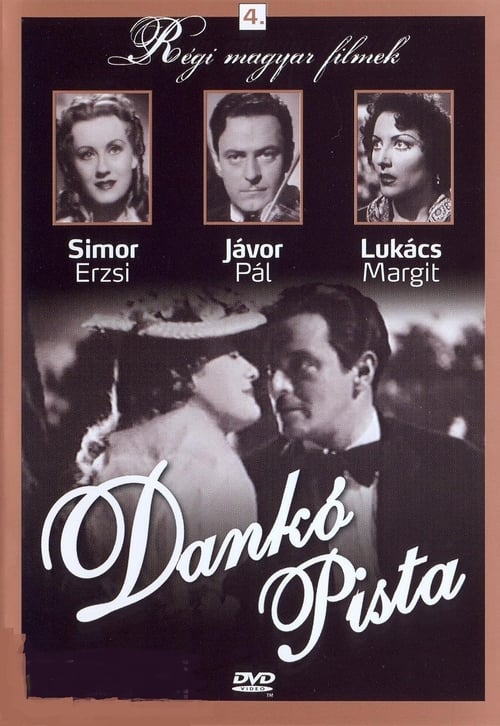 4.
Régi magyar filmek
Simor Jávor Lukács
Erzsi Pál Margit
Dankó
Pista
DVD
VIDEO